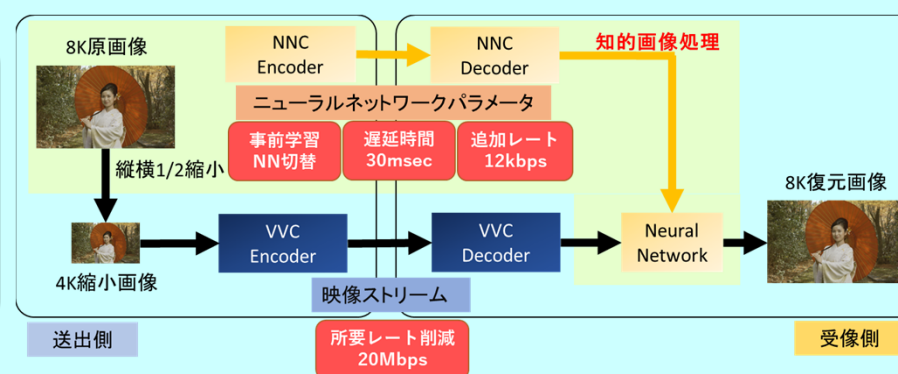 8K原画像
縦横1/2縮小
4K縮小画像
NNC
Encoder
NNC
Decoder
知的画像処理
ニューラルネットワークパラメータ
事前学習
NN切替
遅延時間
30msec
追加レート
12kbps
VVC
Encoder
VVC
Decoder
Neural
Network
8K復元画像
映像ストリーム
所要レート削減
20Mbps
送出側
受像側